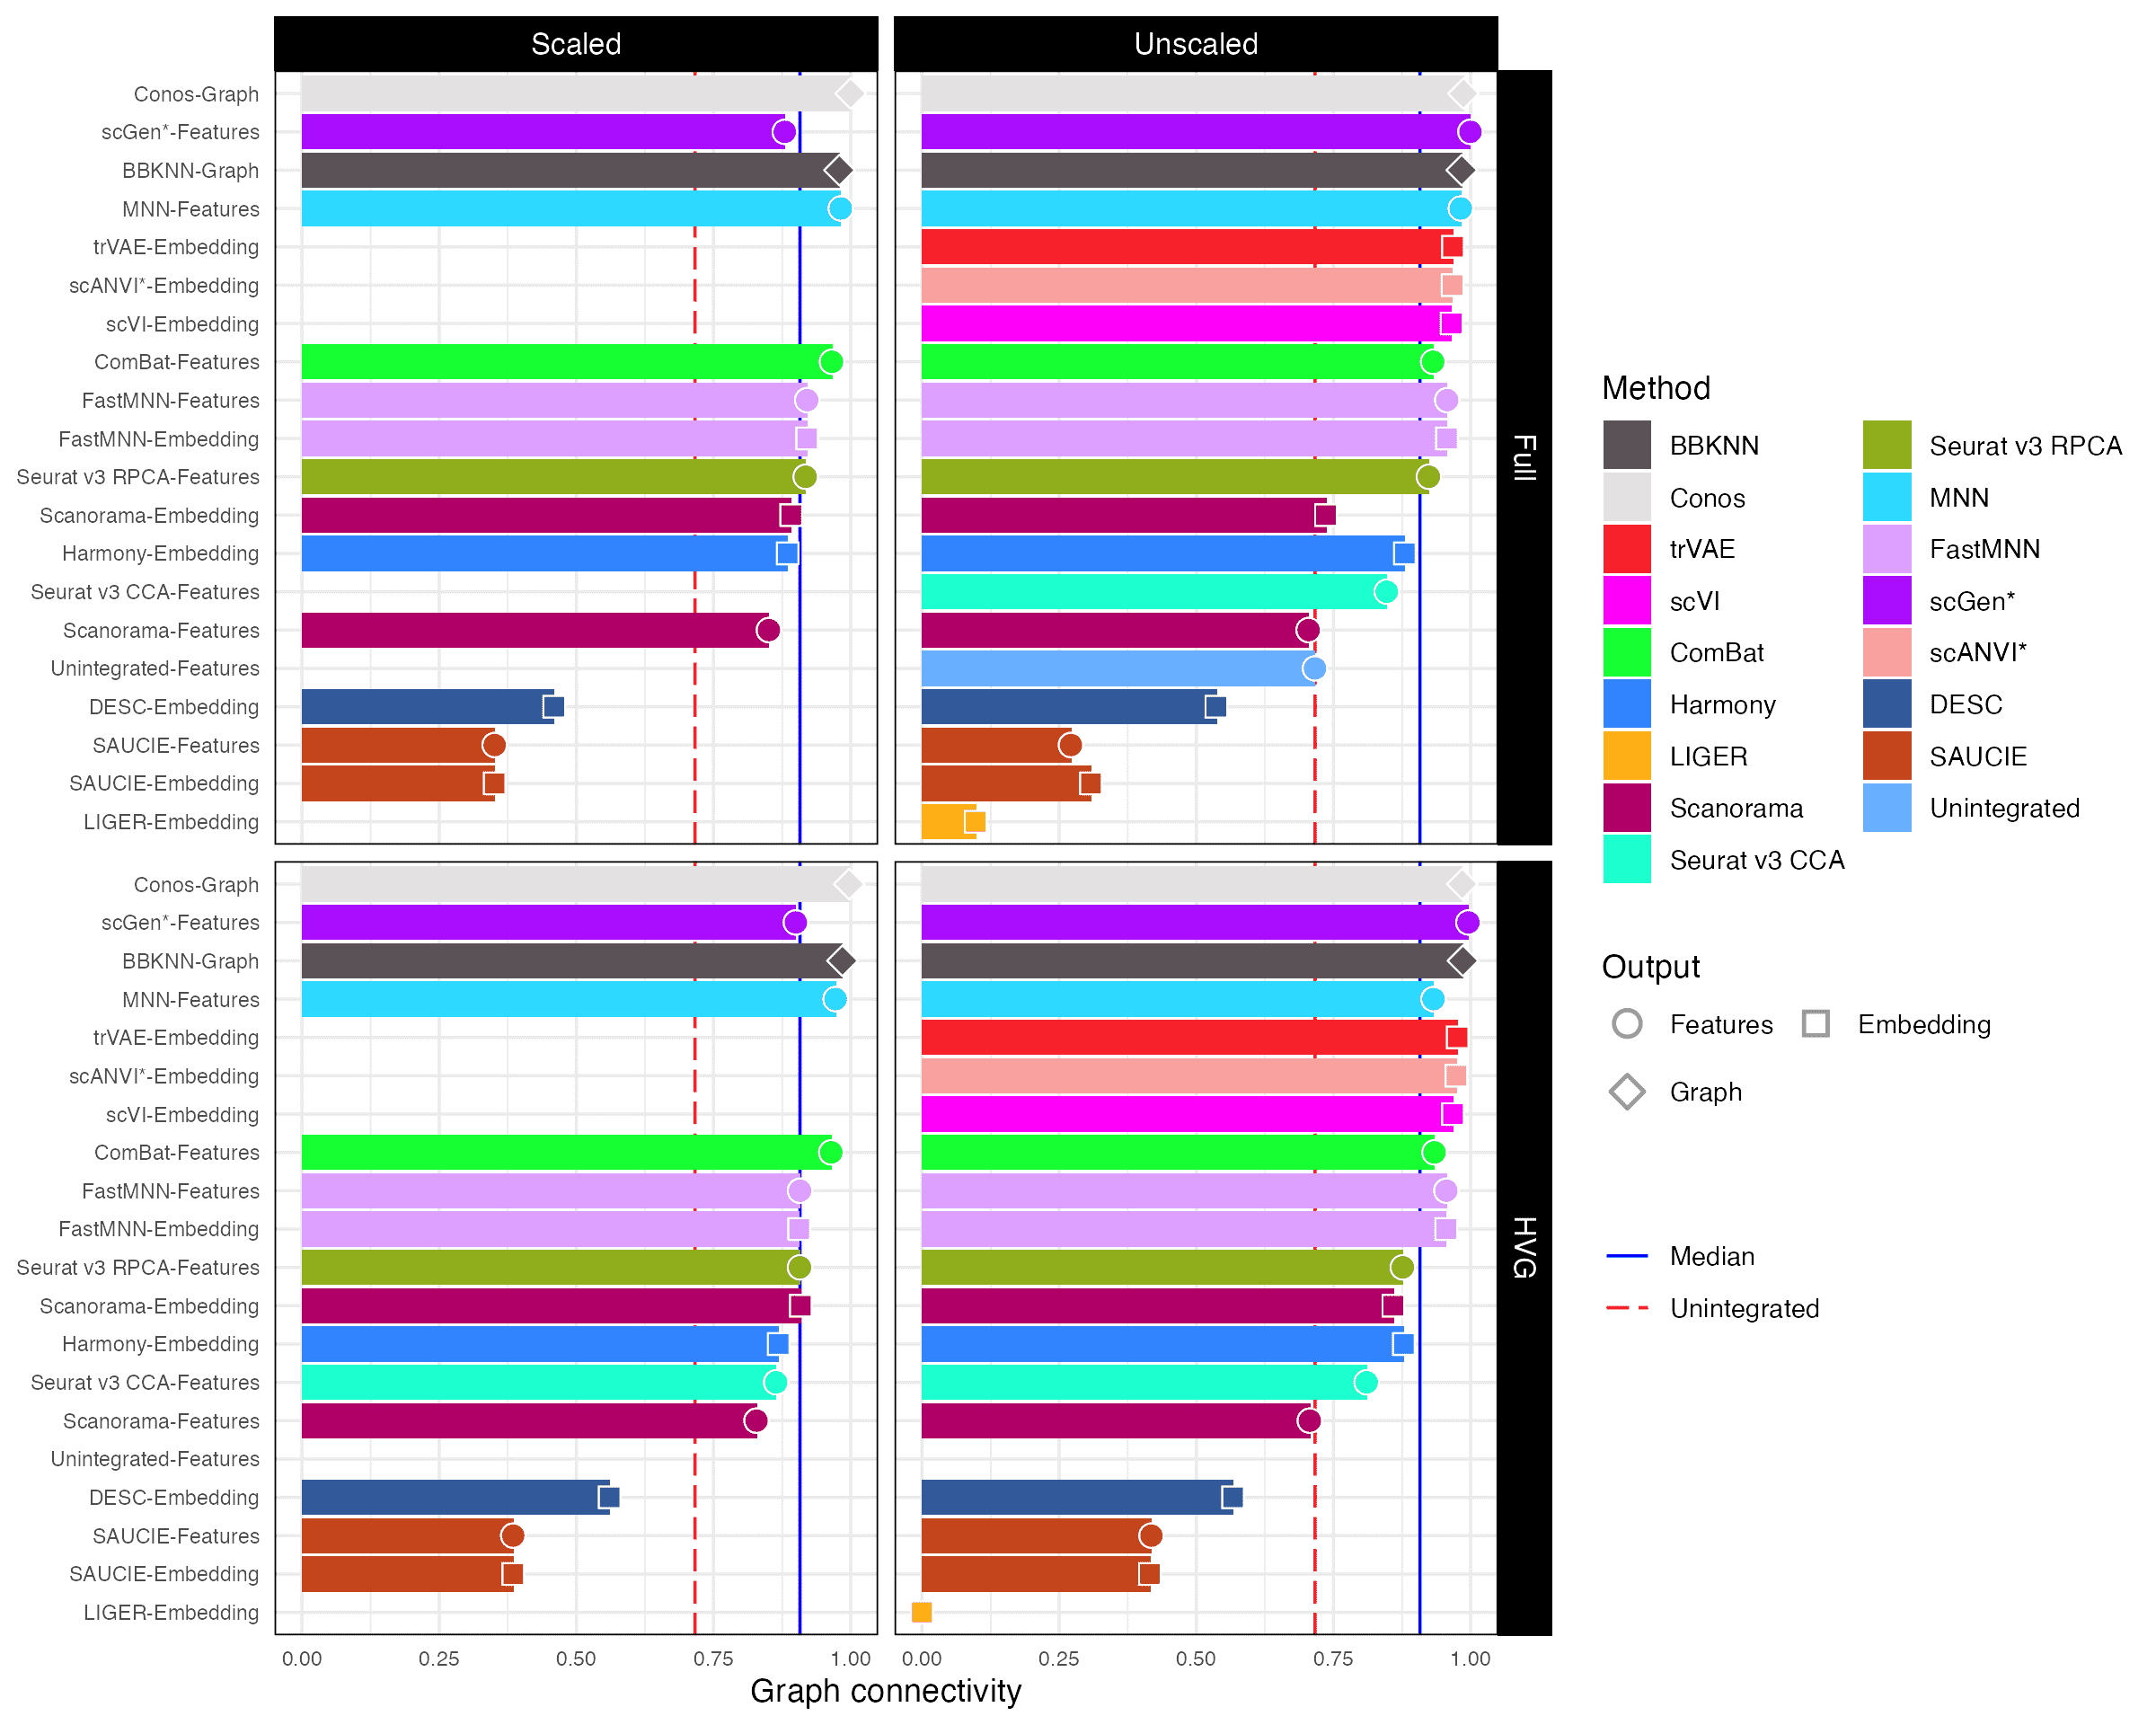 Scaled
Unscaled
Conos-Graph
scGen*-Features
BBKNN-Graph
MNN-Features
trVAE-Embedding
scANVI*-Embedding
scVI-Embedding
ComBat-Features
FastMNN-Features
FastMNN-Embedding
Seurat v3 RPCA-Features
Scanorama-Embedding
Harmony-Embedding
Seurat v3 CCA-Features
Scanorama-Features
Unintegrated-Features
DESC-Embedding
SAUCIE-Features
SAUCIE-Embedding
LIGER-Embedding
Full
Conos-Graph
scGen*-Features
BBKNN-Graph
MNN-Features
trVAE-Embedding
scANVI*-Embedding
scVI-Embedding
ComBat-Features
FastMNN-Features
FastMNN-Embedding
Seurat v3 RPCA-Features
Scanorama-Embedding
Harmony-Embedding
Seurat v3 CCA-Features
Scanorama-Features
Unintegrated-Features
DESC-Embedding
SAUCIE-Features
SAUCIE-Embedding
LIGER-Embedding
HVG
0.00 0.25 0.50 0.75 1.00
0.00 0.25 0.50 0.75 1.00
Graph connectivity
Method
BBKNN
Conos
trVAE
scVI
ComBat
Harmony
LIGER
Scanorama
Seurat v3 CCA
Seurat v3 RPCA
MNN
FastMNN
scGen*
scANVI*
DESC
SAUCIE
Unintegrated
Output
Features
Embedding
Graph
Median
Unintegrated